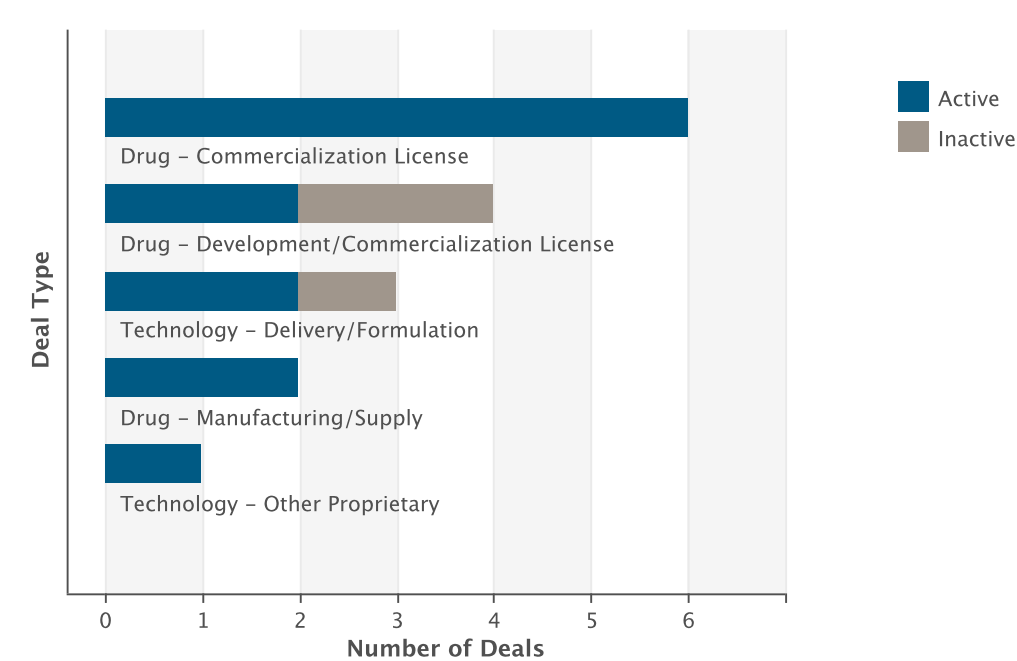 Active
Inactive
Drug – Commercialization License
Drug – Development/Commercialization License
Technology – Delivery/Formulation
Drug – Manufacturing/Supply
Technology – Other Proprietary
Deal Type
0 1 2 3 4 5 6
Number of Deals